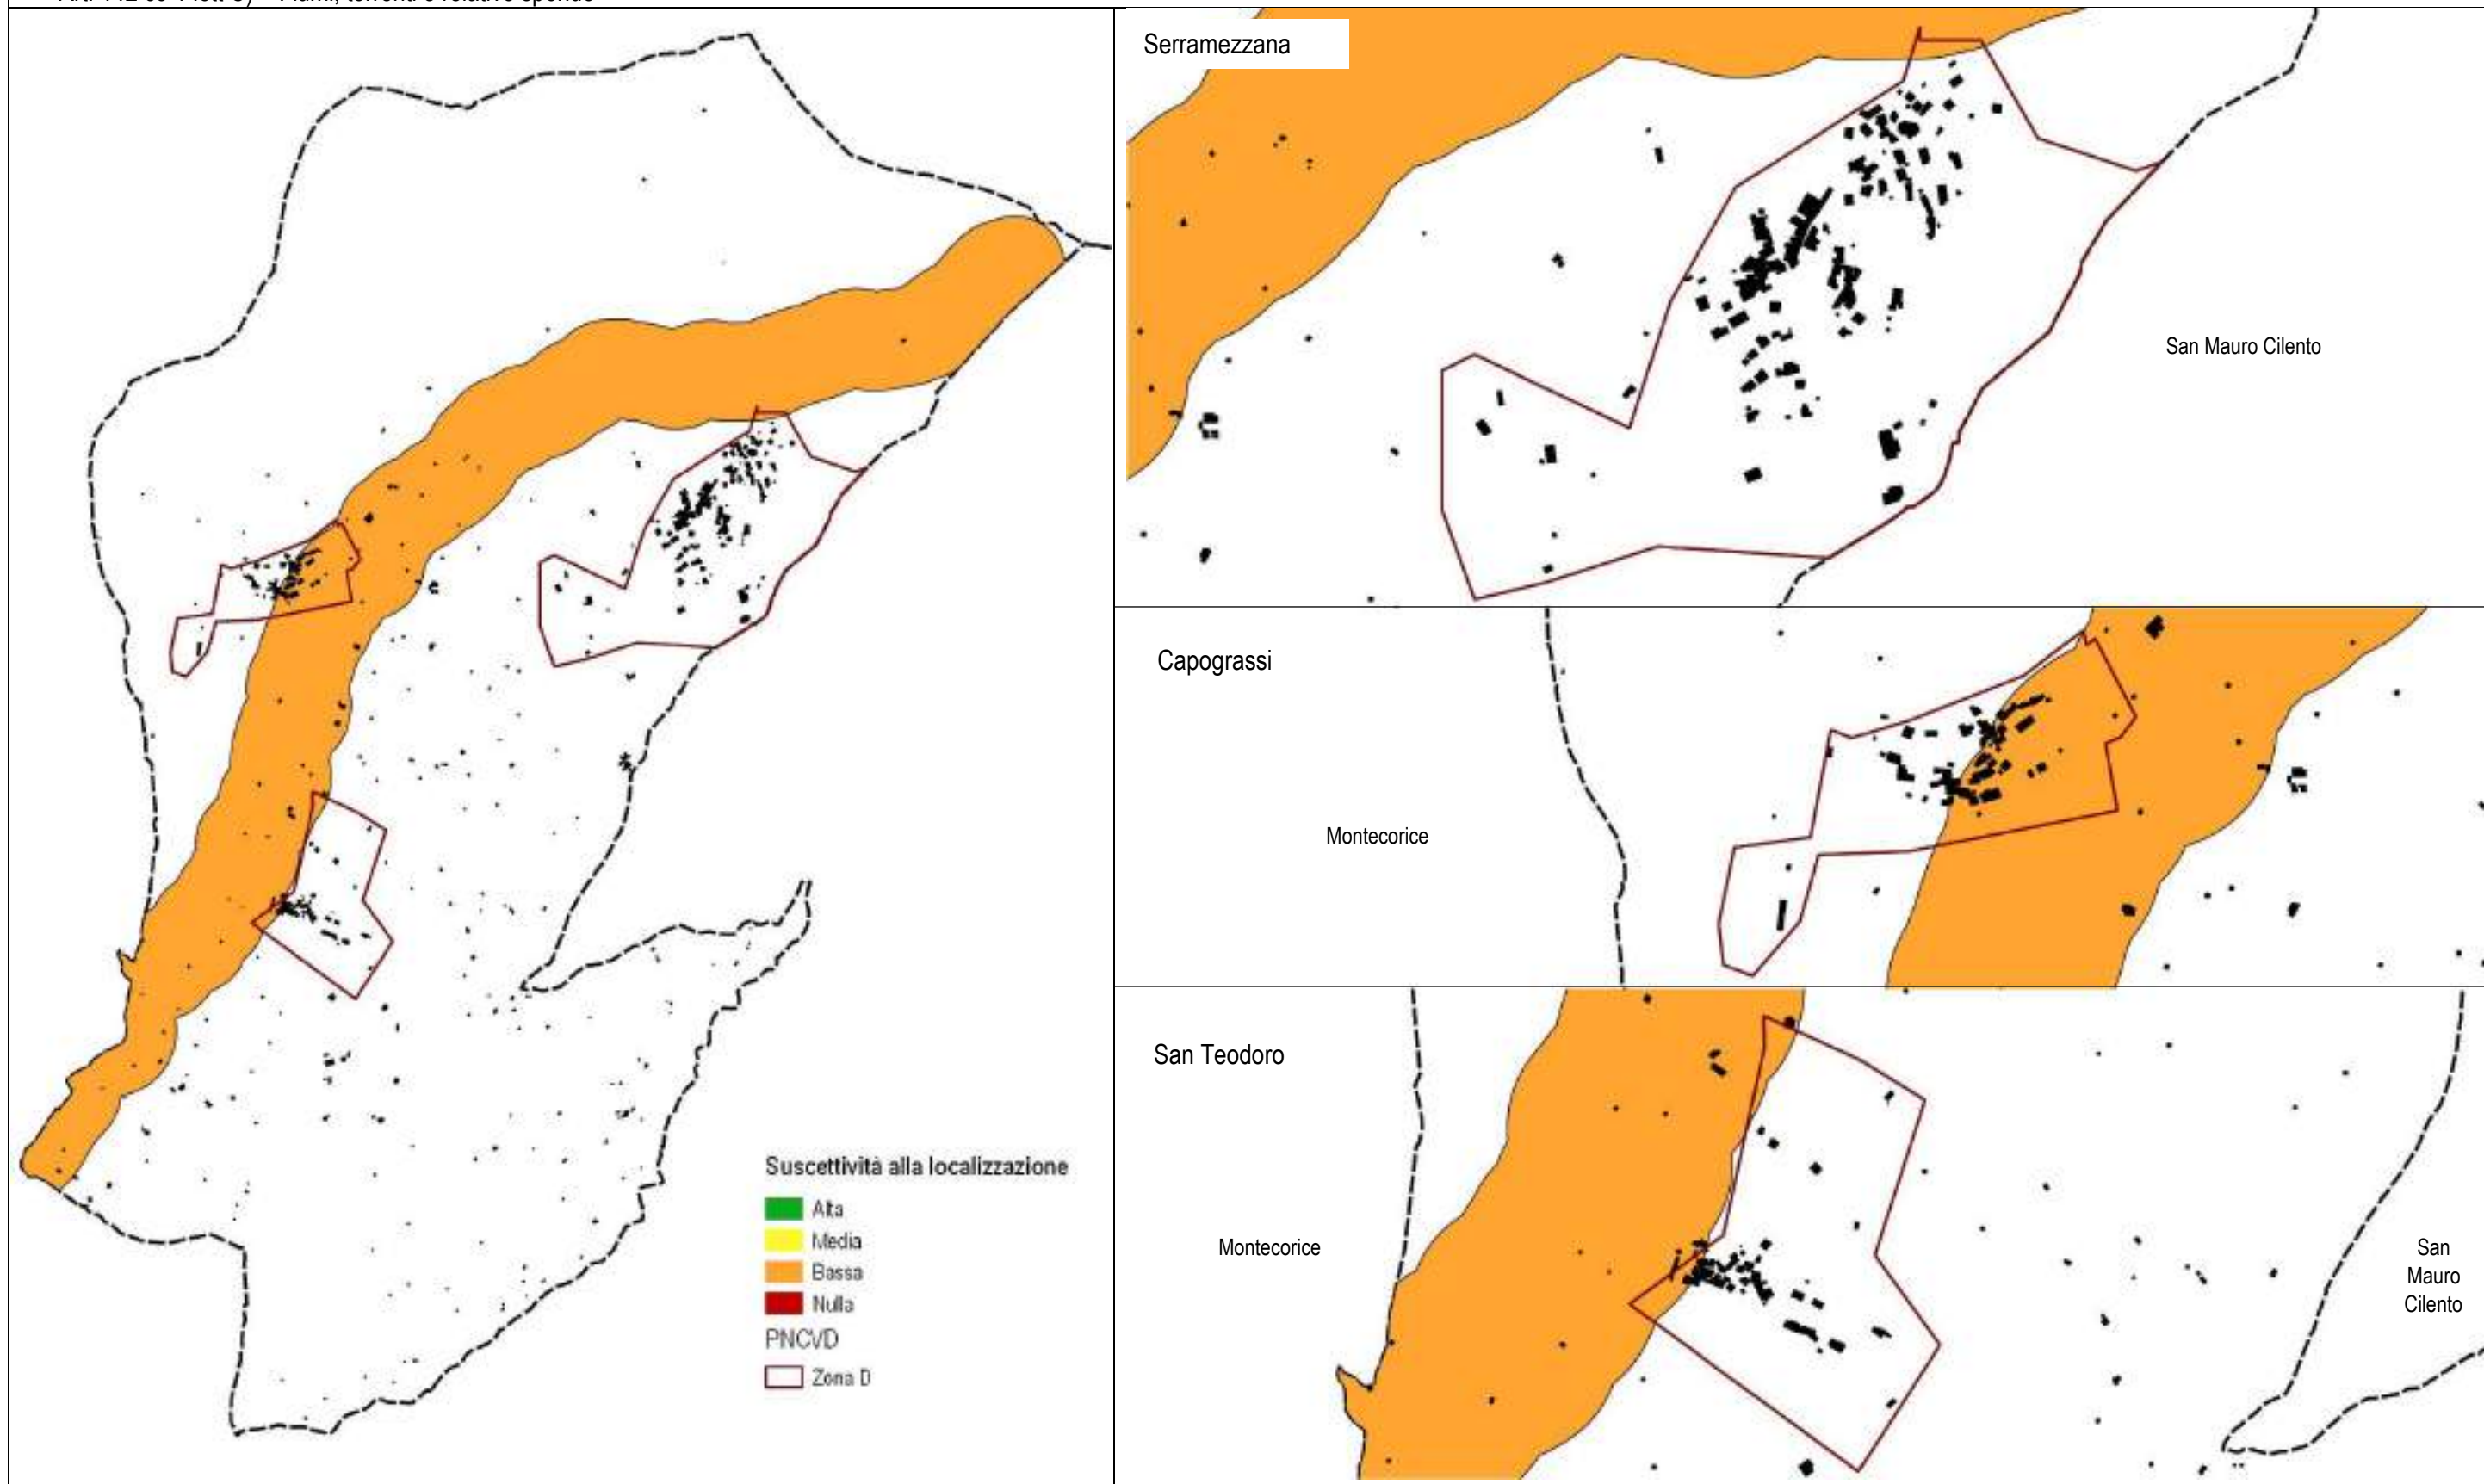 Serramezzana
San Mauro Cilento
Capograssi
Montecorice
San Teodoro
Montecorice
San
Mauro
Cilento
Suscettività alla localizzazione
Alta
Media
Bassa
Nulla
PNCVD
Zona D